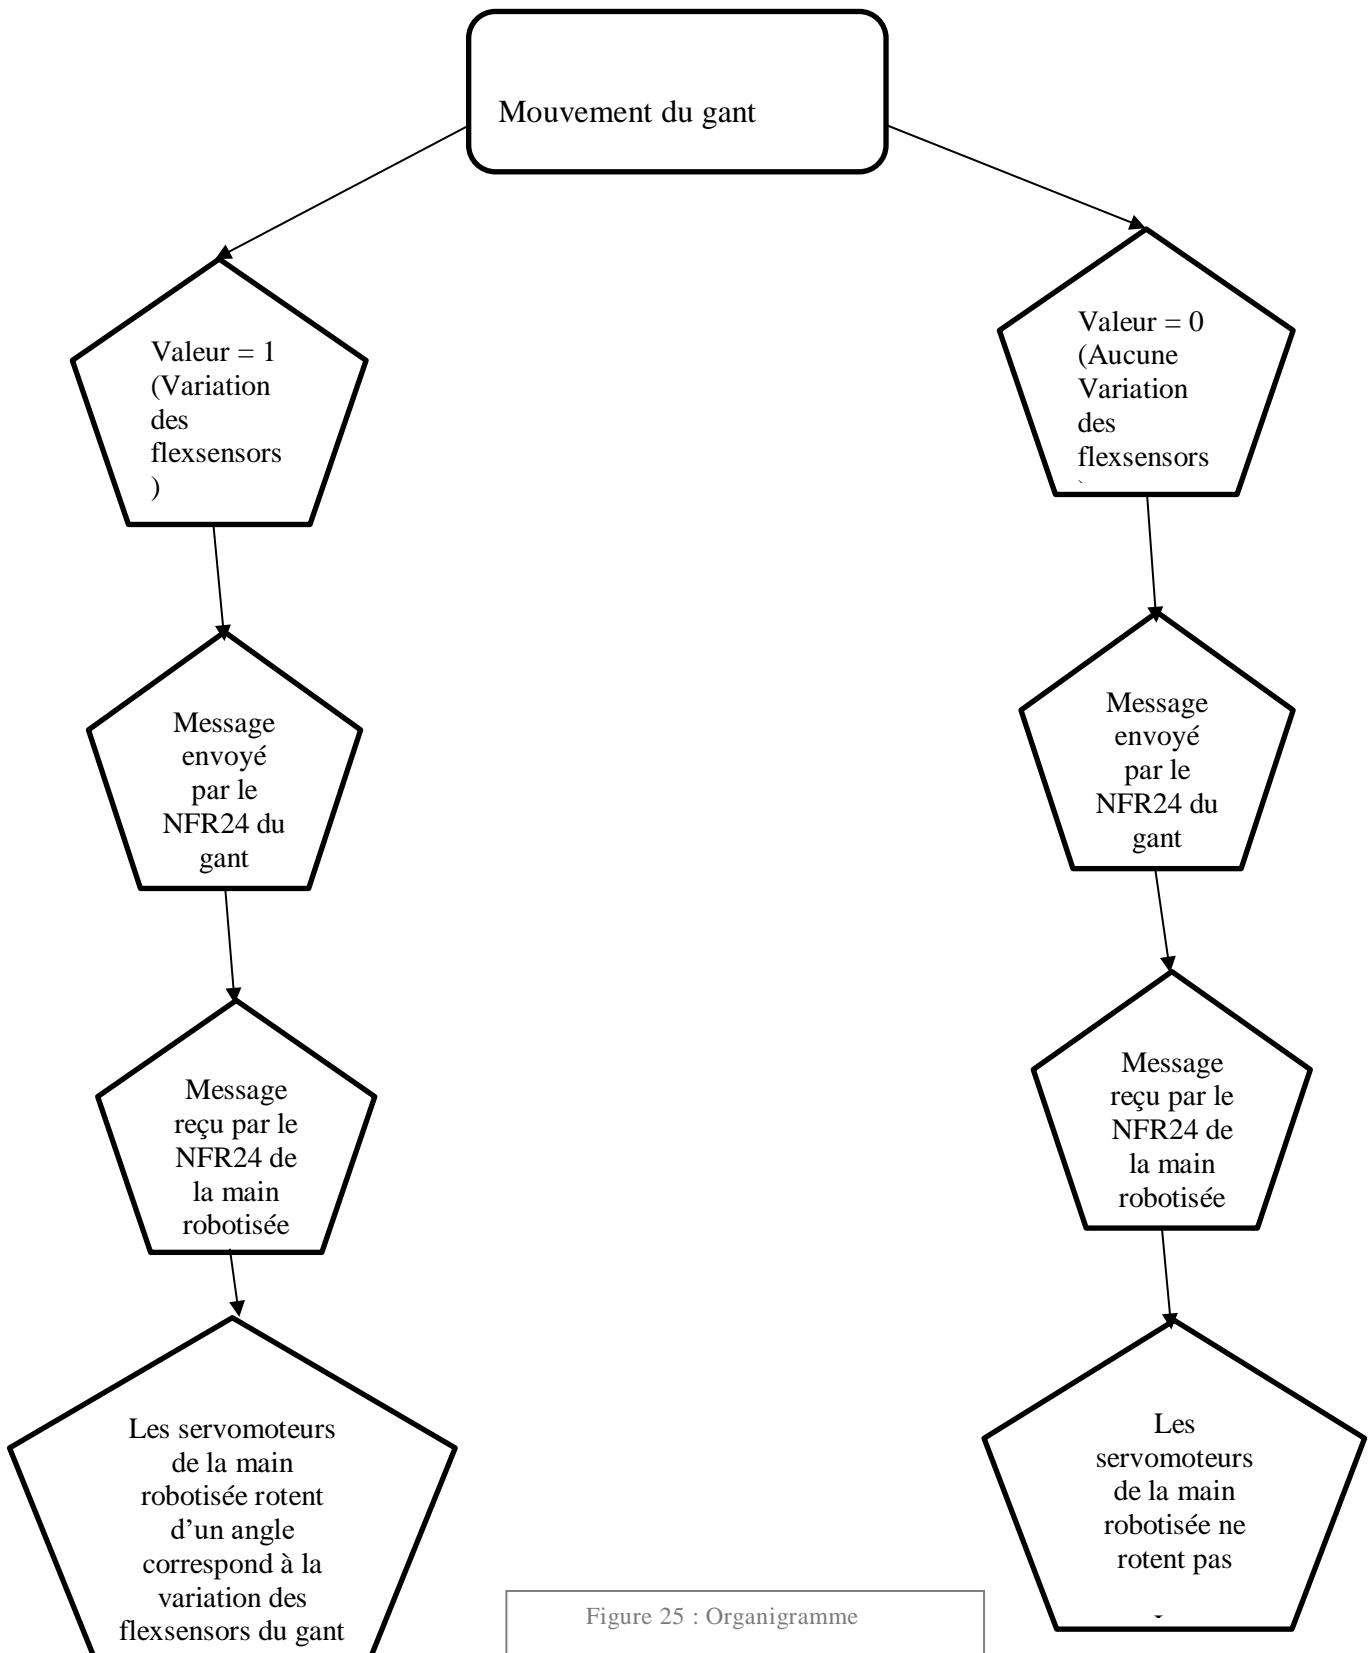 Mouvement du gant
Valeur = 1
(Variation
des
flexsensors
)
Valeur = 0
(Aucune
Variation
des
flexsensors
Message
envoyé
par le
NFR24 du
gant
Message
envoyé
par le
NFR24 du
gant
Message
reçu par le
NFR24 de
la main
robotisée
Message
reçu par le
NFR24 de
la main
robotisée
Les servomoteurs
de la main
robotisée rotent
d’un angle
correspond à la
variation des
flexsensors du gant
Les
servomoteurs
de la main
robotisée ne
rotent pas
Figure 25 : Organigramme